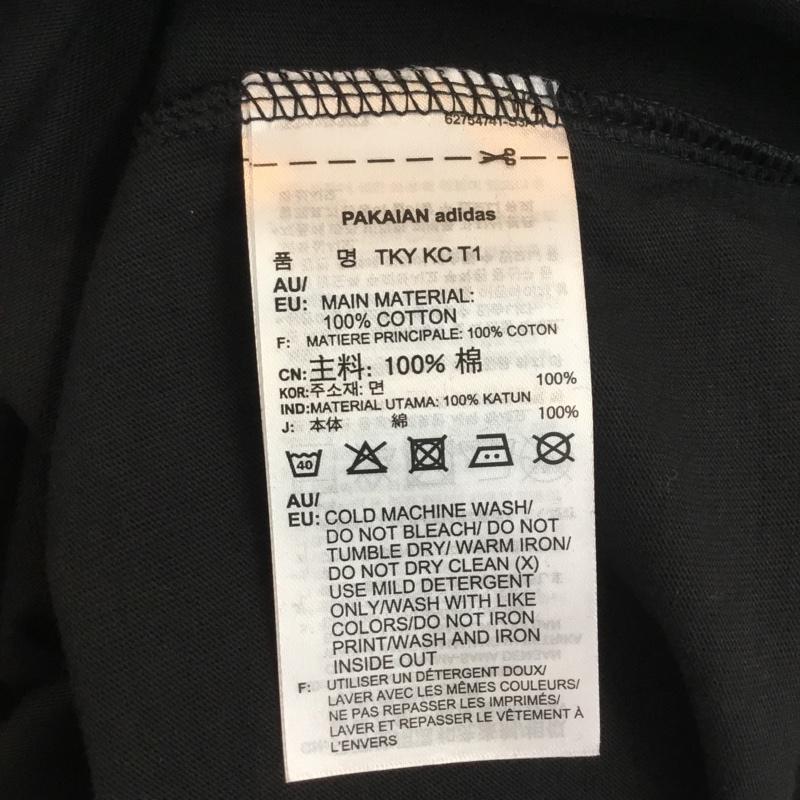 PAKAIAN adidas
품 명 TKY KC T1
AU/
EU: MAIN MATERIAL:
100% COTTON
F: MATIERE PRINCIPALE: 100% COTON
CN: 主料: 100% 棉
KOR:주소재: 면 100%
IND:MATERIAL UTAMA: 100% KATUN
J: 本体 綿 100%
40
AU/
EU: COLD MACHINE WASH/
DO NOT BLEACH/ DO NOT
TUMBLE DRY/ WARM IRON/
DO NOT DRY CLEAN (X)
USE MILD DETERGENT
ONLY/WASH WITH LIKE
COLORS/DO NOT IRON
PRINT/WASH AND IRON
INSIDE OUT
F: UTILISER UN DÉTERGENT DOUX/
LAVER AVEC LES MÊMES COULEURS/
NE PAS REPASSER LES IMPRIMÉS/
LAVER ET REPASSER LE VÊTEMENT À
L'ENVERS